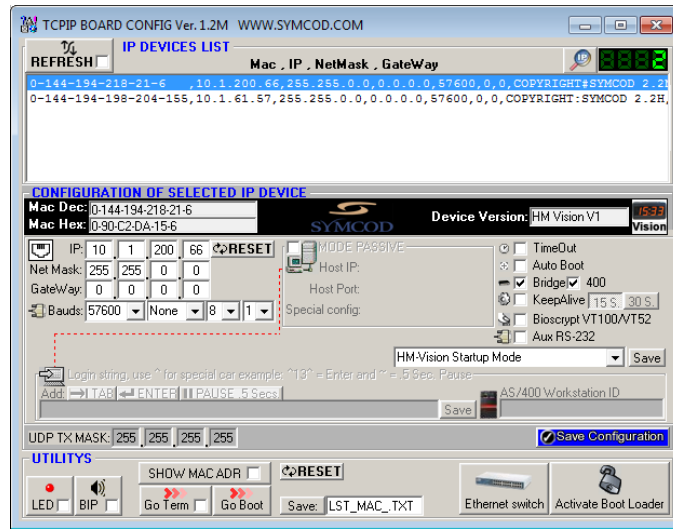 TCPIP BOARD CONFIG Ver. 1.2M WWW.SYMCOD.COM
IP DEVICES LIST
REFRESH
Mac , IP , NetMask , GateWay
2
0-144-194-218-21-6 ,10.1.200.66,255.255.0.0,0.0.0.0,57600,0,0,COPYRIGHT#SYMCOD 2.2
0-144-194-198-204-155,10.1.61.57,255.255.0.0,0.0.0.0,57600,0,0,COPYRIGHT:SYMCOD 2.2H,
CONFIGURATION OF SELECTED IP DEVICE
Mac Dec: 0-144-194-218-21-6
Mac Hex: 0-90-C2-DA-15-6
SYMCOD
Device Version: HM Vision V1
15:33
Vision
IP: 10 . 1 . 200 . 66 RESET
MODE PASSIVE
TimeOut
Net Mask: 255 . 255 . 0 . 0
Host IP:
Auto Boot
GateWay: 0 . 0 . 0 . 0
Host Port:
Bridge 400
Bauds: 57600 None 8 1
Special config:
KeepAlive 15 S. 30 S.
Bioscrypt VT100/VT52
Aux RS-232
HM-Vision Startup Mode Save
Login string, use ^ for special car example: ^13^ = Enter and ~ = .5 Sec. Pause
Add: TAB ENTER PAUSE .5 Secs.
AS/400 Workstation ID
Save
UDP TX MASK: 255 . 255 . 255 . 255
Save Configuration
UTILITYS
SHOW MAC ADR
RESET
LED BIP Go Term Go Boot
Save: LST_MAC_.TXT
Ethernet switch
Activate Boot Loader